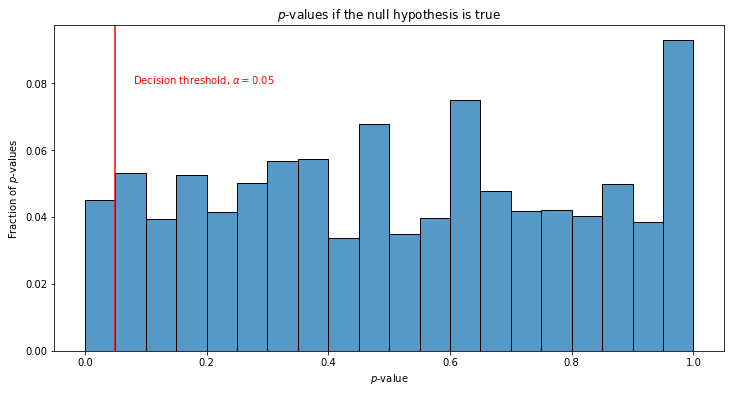 p-values if the null hypothesis is true
Decision threshold, α = 0.05
Fraction of p-values
0.08
0.06
0.04
0.02
0.00
0.0 0.2 0.4 0.6 0.8 1.0
p-value